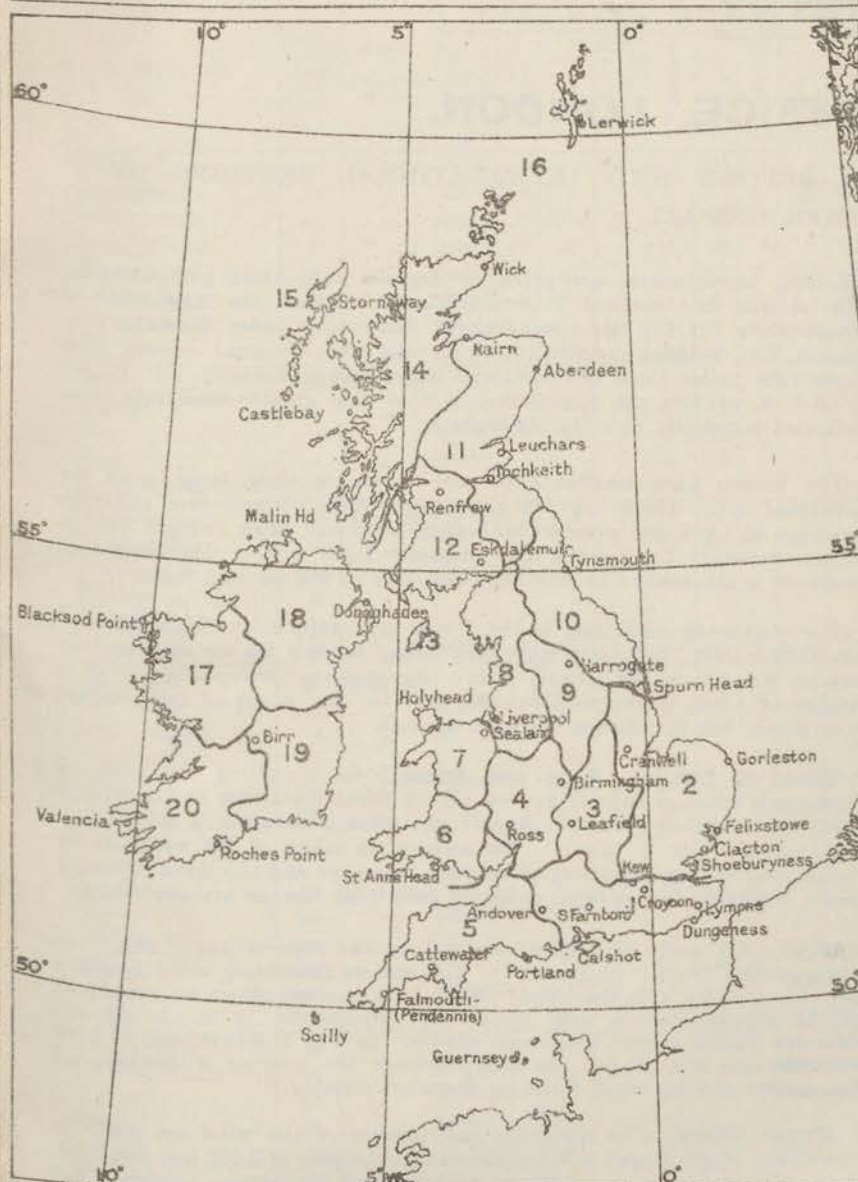 10° 5° 0° 5
60°
Lerwick
16
Wick
15
Stornoway
Nairn
14
Aberdeen
Castlebay
11
Leuchars
Inchkeith
Renfrew
Malin Hd
12
55° 55°
Eskdalemuir
Tynemouth
Donaghadee
18
10
Blacksod Point
13
Harrogate
17
8
9
Spurn Head
Holyhead
Liverpool
Sealand
Birr
19
Cranwell
Gorleston
7
Birmingham
2
20
4
3
Valencia
Ross
Leafield
Felixstowe
6
Clacton
Roches Point
Shoeburyness
St Anns Head
Kew
Croydon
Andover
S Farnboro
1
Lympne
5
Dungeness
Calshot
Cattewater
Portland
50° 50°
Falmouth-
(Pendennis)
Scilly
Guernsey
10° 5°W 0°